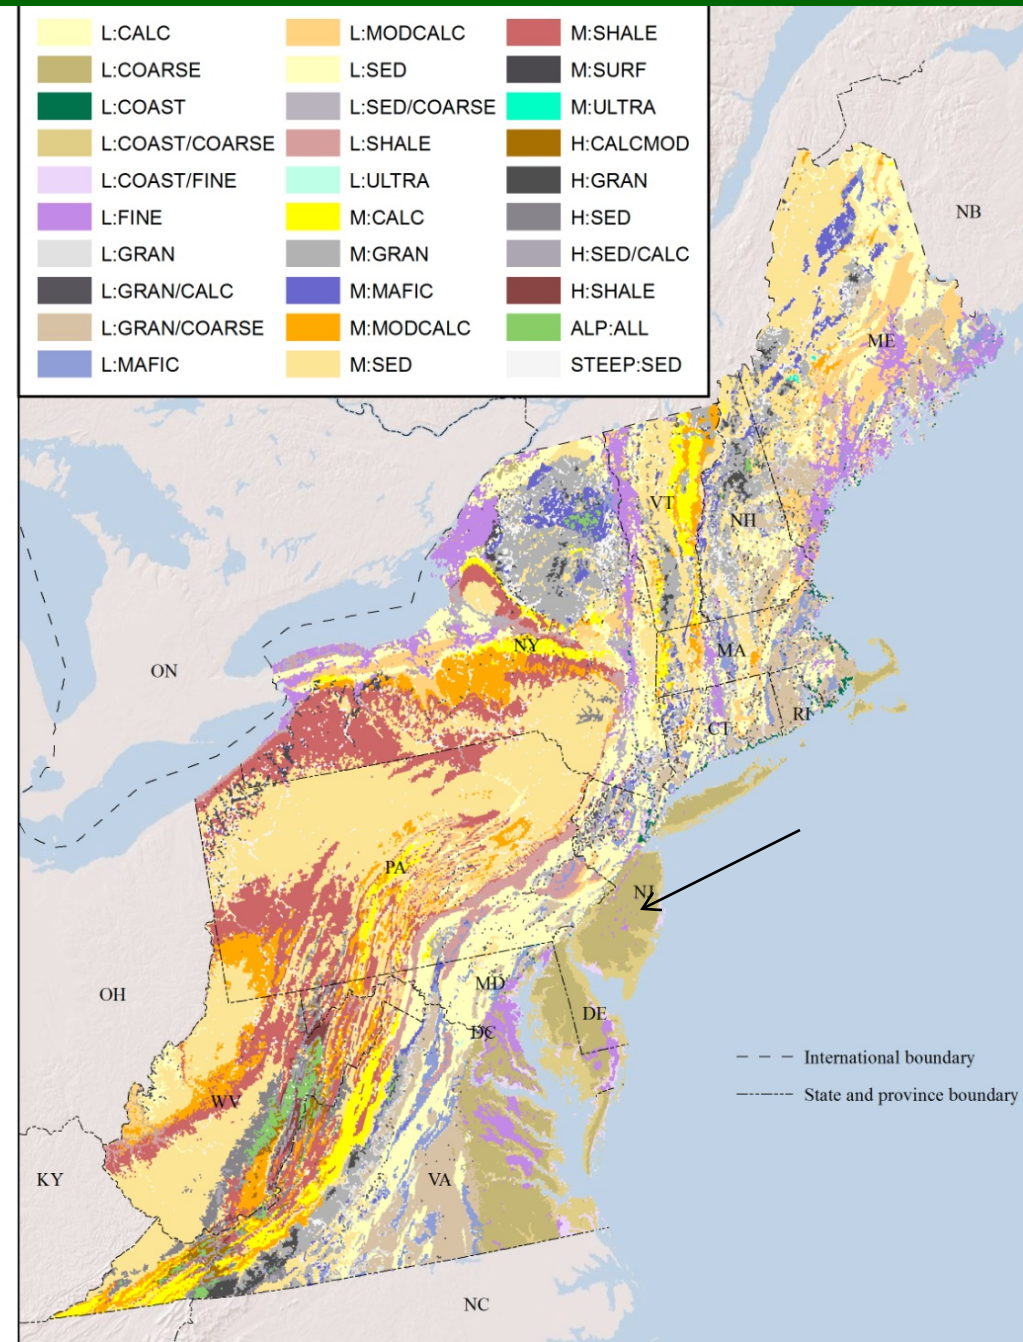 L:CALC
L:COARSE
L:COAST
L:COAST/COARSE
L:COAST/FINE
L:FINE
L:GRAN
L:GRAN/CALC
L:GRAN/COARSE
L:MAFIC
L:MODCALC
L:SED
L:SED/COARSE
L:SHALE
L:ULTRA
M:CALC
M:GRAN
M:MAFIC
M:MODCALC
M:SED
M:SHALE
M:SURF
M:ULTRA
H:CALCMOD
H:GRAN
H:SED
H:SED/CALC
H:SHALE
ALP:ALL
STEEP:SED
NB
ME
VT
NH
NY
MA
ON
CT
RI
PA
NJ
OH
MD
DE
DC
International boundary
State and province boundary
WV
KY
VA
NC